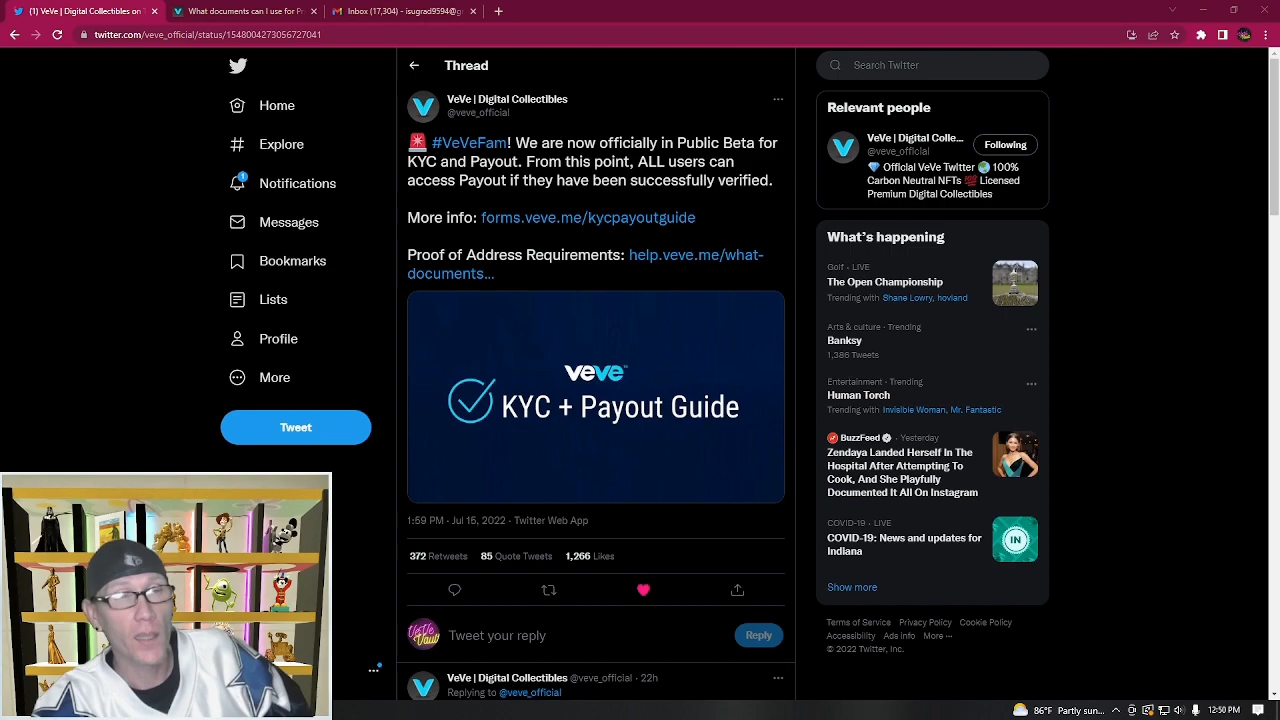 (1) VeVe | Digital Collectibles on T
What documents can I use for Pr
Inbox (17,304) - isugrad9594@gm
twitter.com/veve_official/status/1548004273056727041
Home
Explore
1
Notifications
Messages
Bookmarks
Lists
Profile
More
Tweet
Thread
VeVe | Digital Collectibles
@veve_official
🚨 #VeVeFam! We are now officially in Public Beta for
KYC and Payout. From this point, ALL users can
access Payout if they have been successfully verified.
More info: forms.veve.me/kycpayoutguide
Proof of Address Requirements: help.veve.me/what-
documents...
VEVE
KYC + Payout Guide
1:59 PM · Jul 15, 2022 · Twitter Web App
372 Retweets 85 Quote Tweets 1,266 Likes
Tweet your reply
Reply
VeVe | Digital Collectibles @veve_official · 22h
Replying to @veve_official
Search Twitter
Relevant people
VeVe | Digital Colle...
@veve_official
Following
💎 Official VeVe Twitter 🌏 100%
Carbon Neutral NFTs 💯 Licensed
Premium Digital Collectibles
What's happening
Golf · LIVE
The Open Championship
Trending with Shane Lowry, hovland
Arts & culture · Trending
Banksy
1,386 Tweets
Entertainment · Trending
Human Torch
Trending with Invisible Woman, Mr. Fantastic
BuzzFeed · Yesterday
Zendaya Landed Herself In The
Hospital After Attempting To
Cook, And She Playfully
Documented It All On Instagram
COVID-19 · LIVE
COVID-19: News and updates for
Indiana
IN
Show more
Terms of Service Privacy Policy Cookie Policy
Accessibility Ads info More ···
© 2022 Twitter, Inc.
86°F Partly sun... 12:50 PM